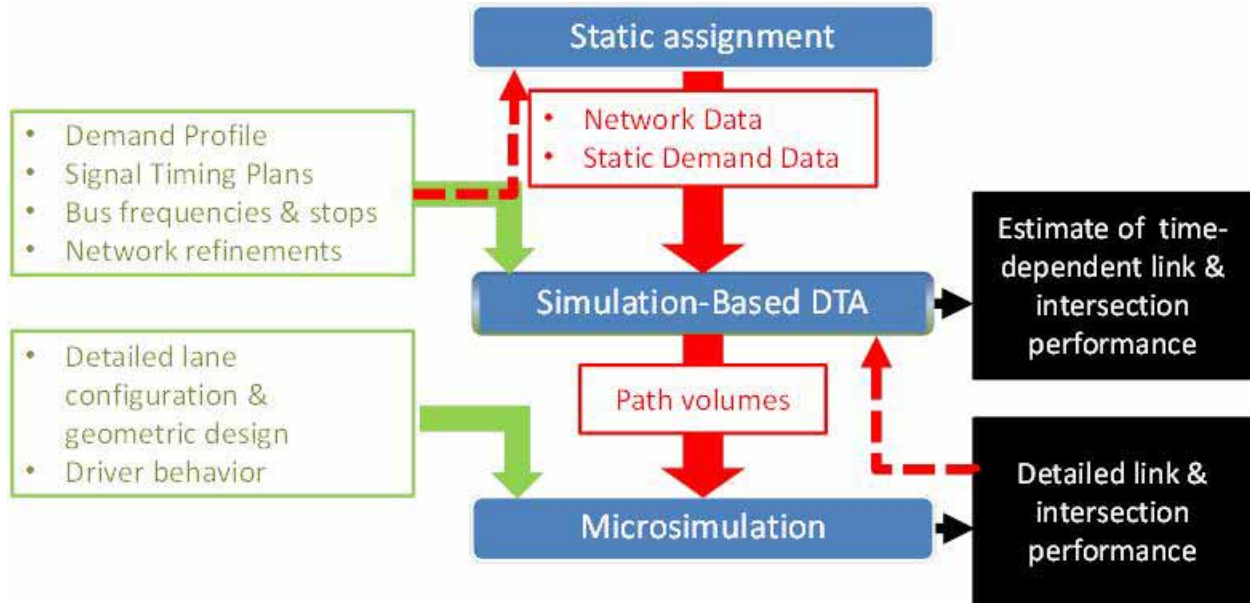 Static assignment
• Network Data
• Static Demand Data
• Demand Profile
• Signal Timing Plans
• Bus frequencies & stops
• Network refinements
Simulation-Based DTA
Estimate of time-
dependent link &
intersection
performance
• Detailed lane
configuration &
geometric design
• Driver behavior
Path volumes
Microsimulation
Detailed link &
intersection
performance